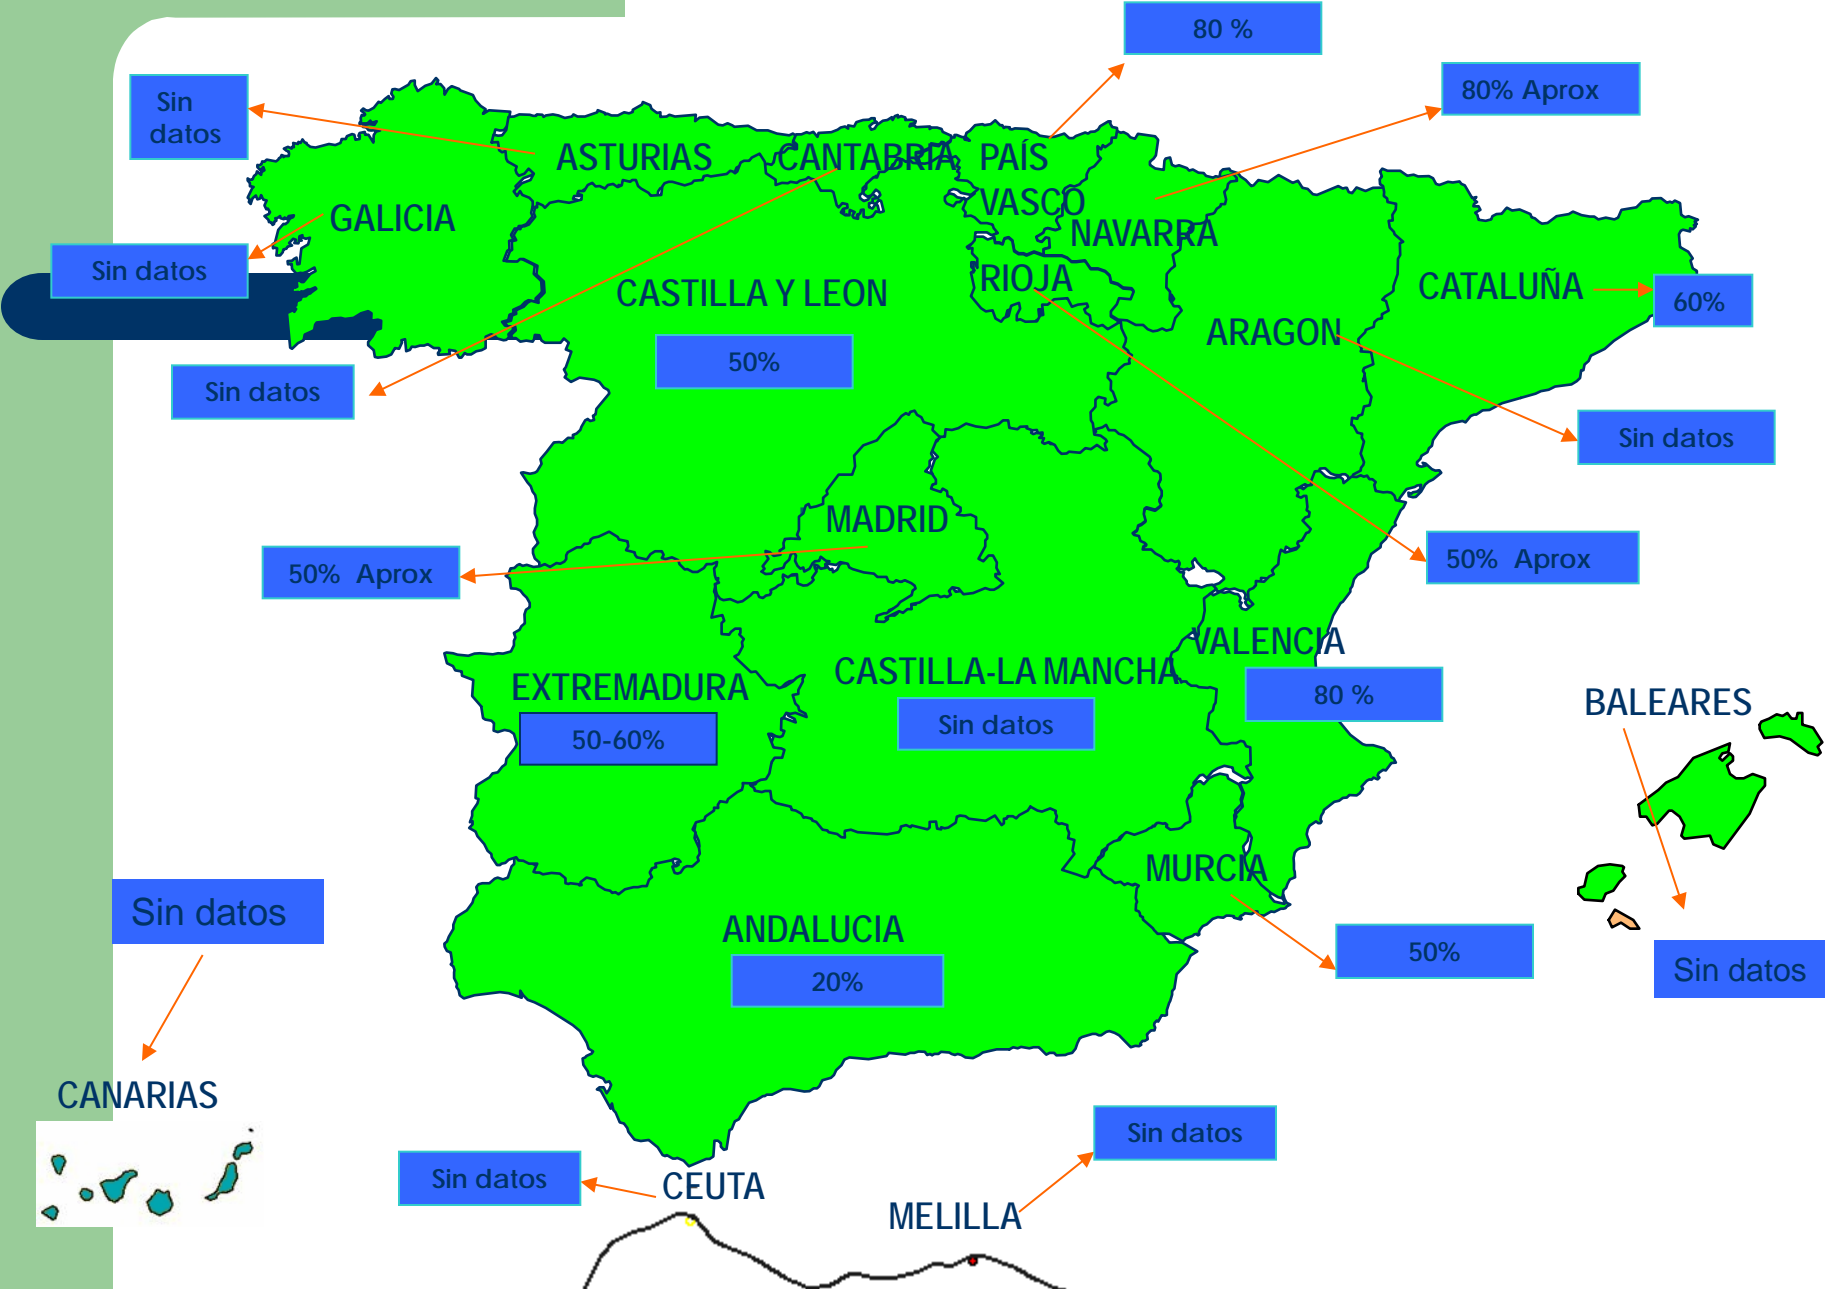 80 %
80% Aprox
Sin
datos
ASTURIAS
CANTABRIA
PAÍS
VASCO
GALICIA
NAVARRA
Sin datos
RIOJA
CASTILLA Y LEON
CATALUÑA
60%
ARAGON
50%
Sin datos
Sin datos
MADRID
50%  Aprox
50%  Aprox
VALENCIA
80 %
CASTILLA-LA MANCHA
Sin datos
EXTREMADURA
50-60%
BALEARES
MURCIA
Sin datos
ANDALUCIA
20%
50%
Sin datos
CANARIAS
Sin datos
Sin datos
CEUTA
MELILLA